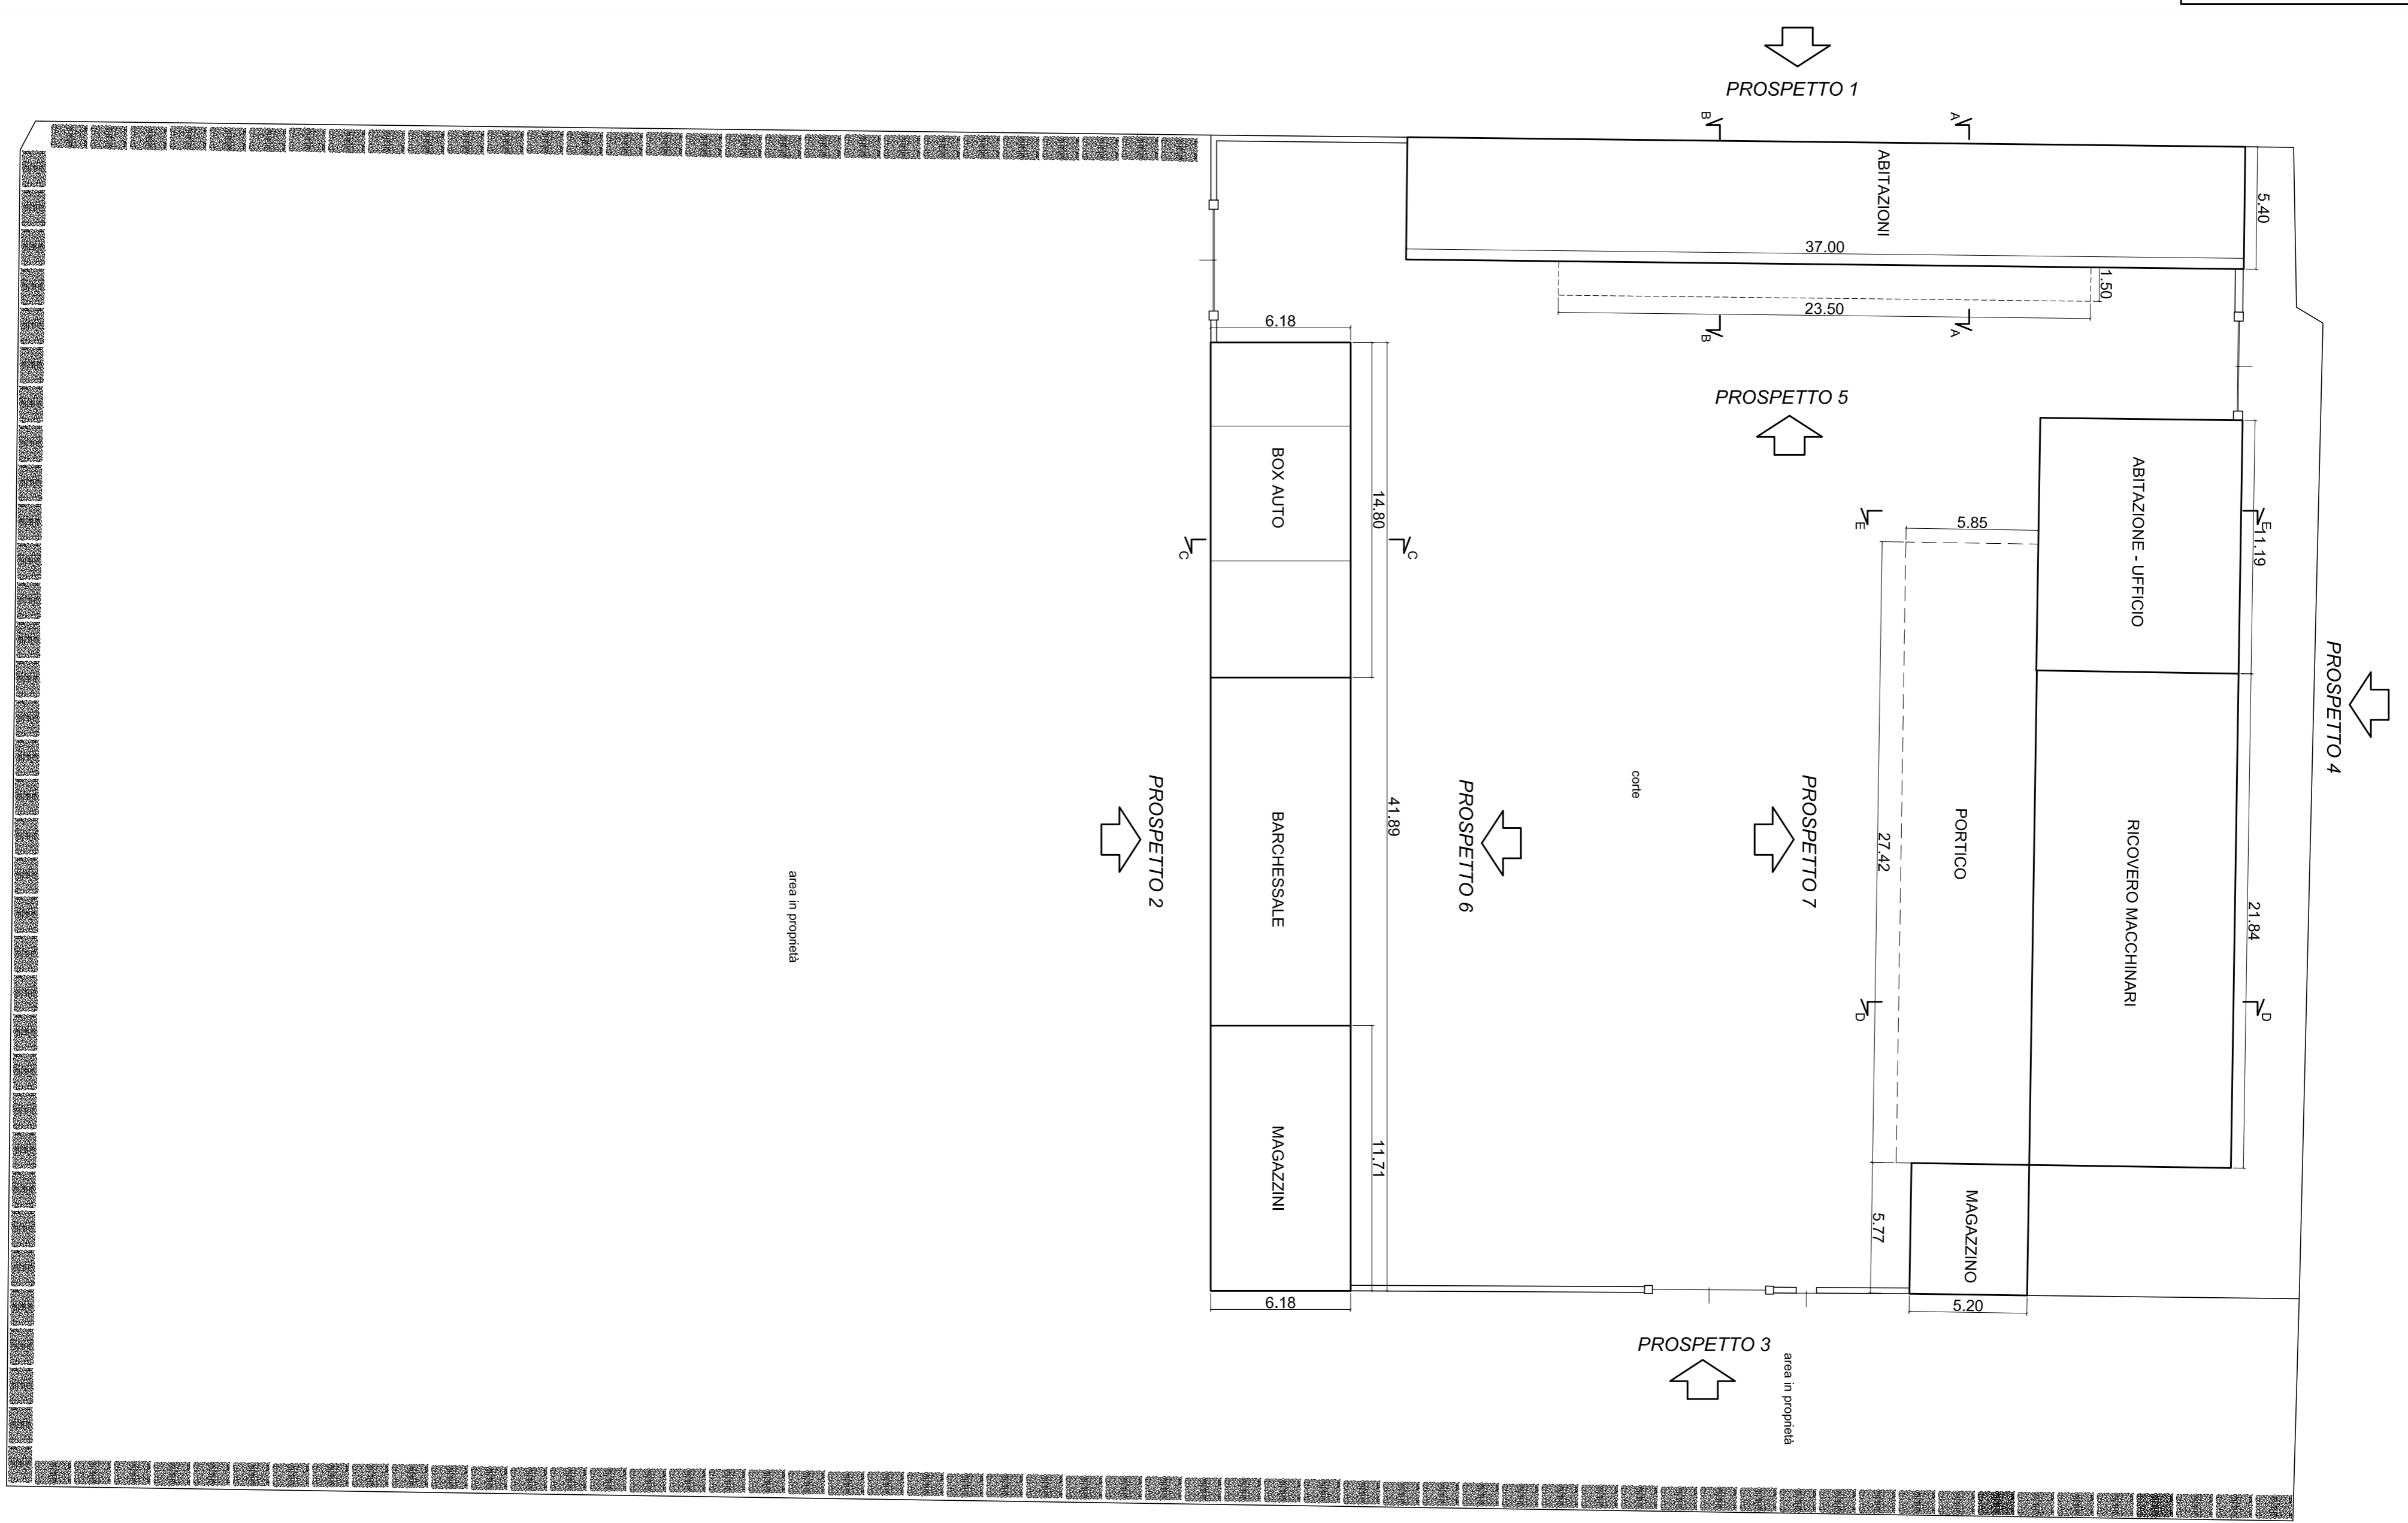 PROSPETTO 1
B
A
ABITAZIONI
5.40
37.00
1.50
23.50
B
A
6.18
PROSPETTO 5
BOX AUTO
14.80
C
C
ABITAZIONE - UFFICIO
E
E
11.19
5.85
PROSPETTO 4
PROSPETTO 2
BARCHESSALE
41.89
PROSPETTO 6
corte
PROSPETTO 7
27.42
PORTICO
RICOVERO MACCHINARI
21.84
area in proprietà
D
D
MAGAZZINI
11.71
MAGAZZINO
5.77
6.18
5.20
PROSPETTO 3
area in proprietà